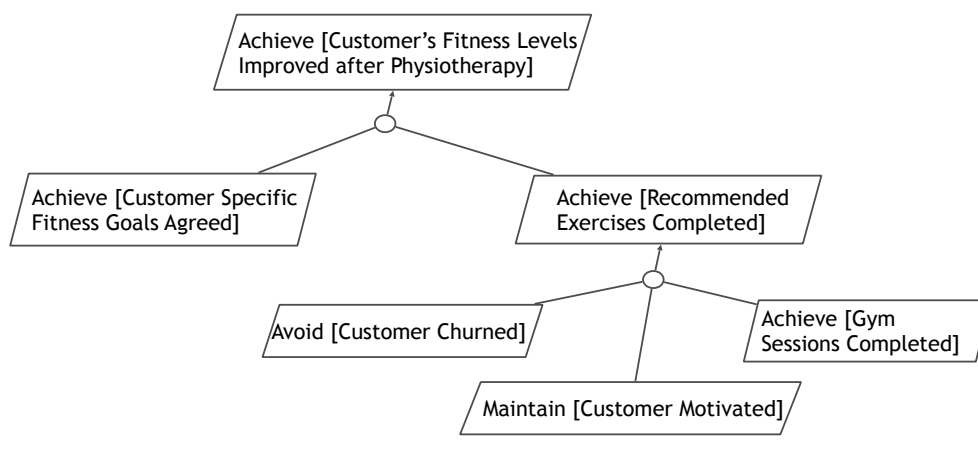 Achieve [Customer’s Fitness Levels
Improved after Physiotherapy]
Achieve [Customer Specific
Fitness Goals Agreed]
Achieve [Recommended
Exercises Completed]
Avoid [Customer Churned]
Achieve [Gym
Sessions Completed]
Maintain [Customer Motivated]